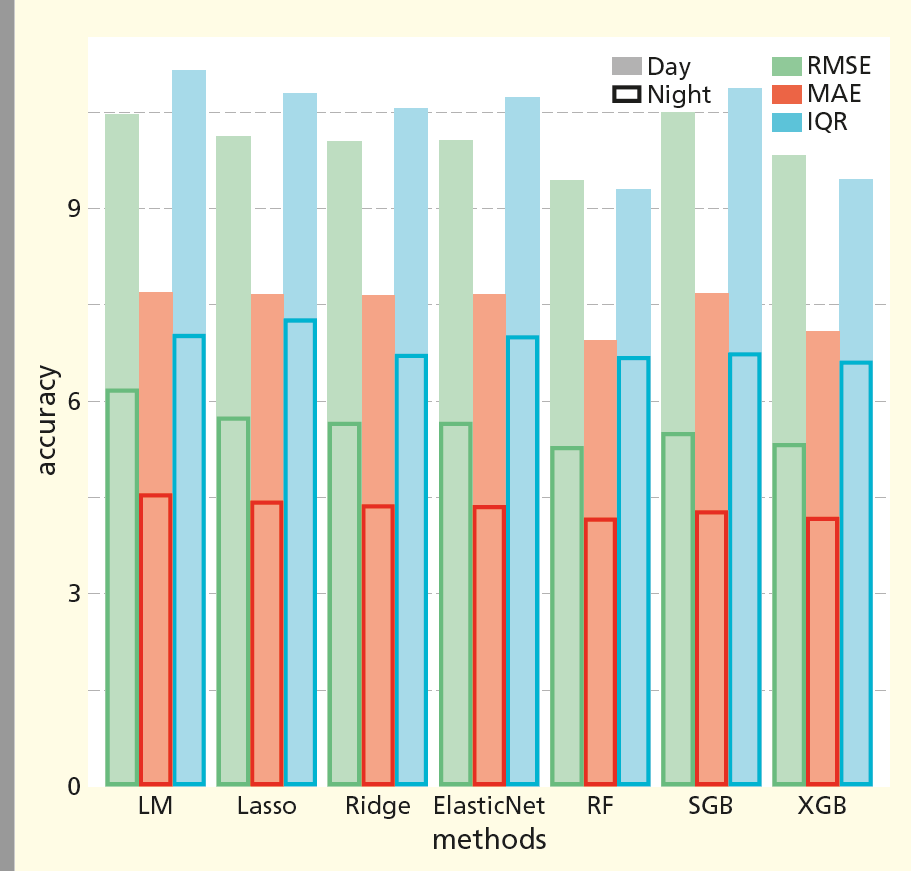 Day
Night
RMSE
MAE
IQR
accuracy
9
6
3
0
LM Lasso Ridge ElasticNet RF SGB XGB
methods